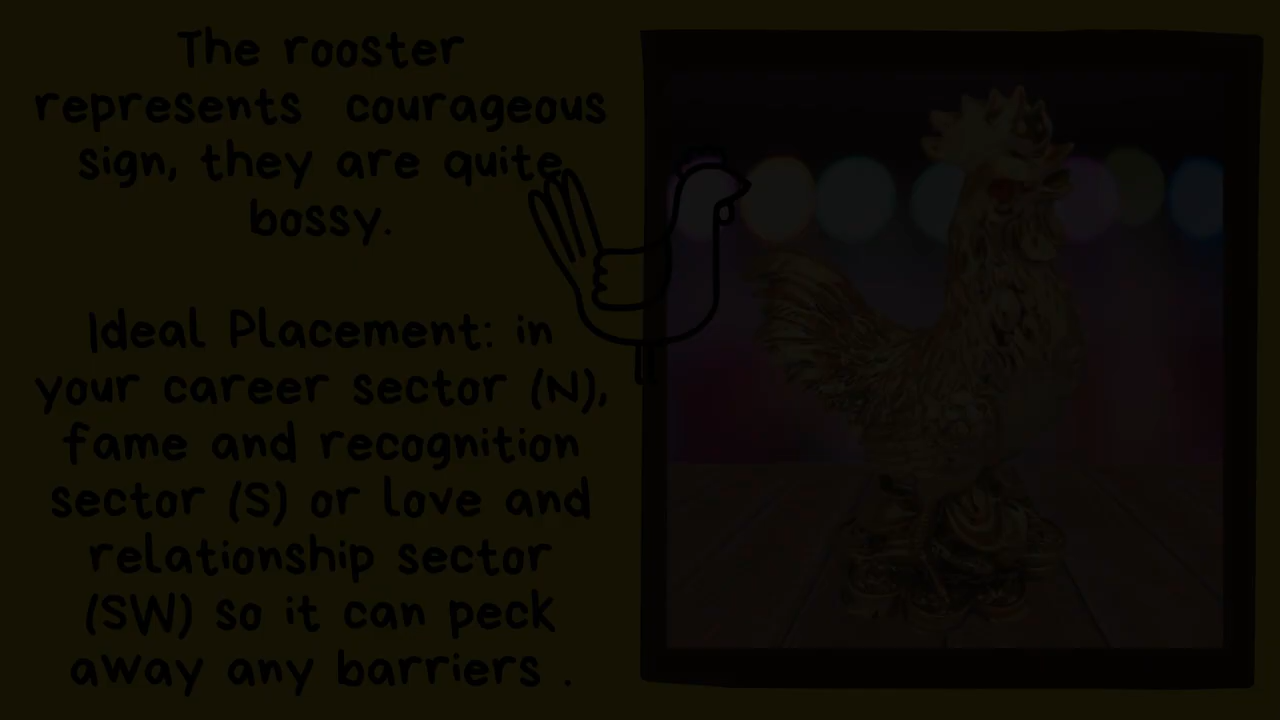 The rooster
represents courageous
sign, they are quite
bossy.
Ideal Placement: in
your career sector (N),
fame and recognition
sector (S) or love and
relationship sector
(SW) so it can peck
away any barriers .